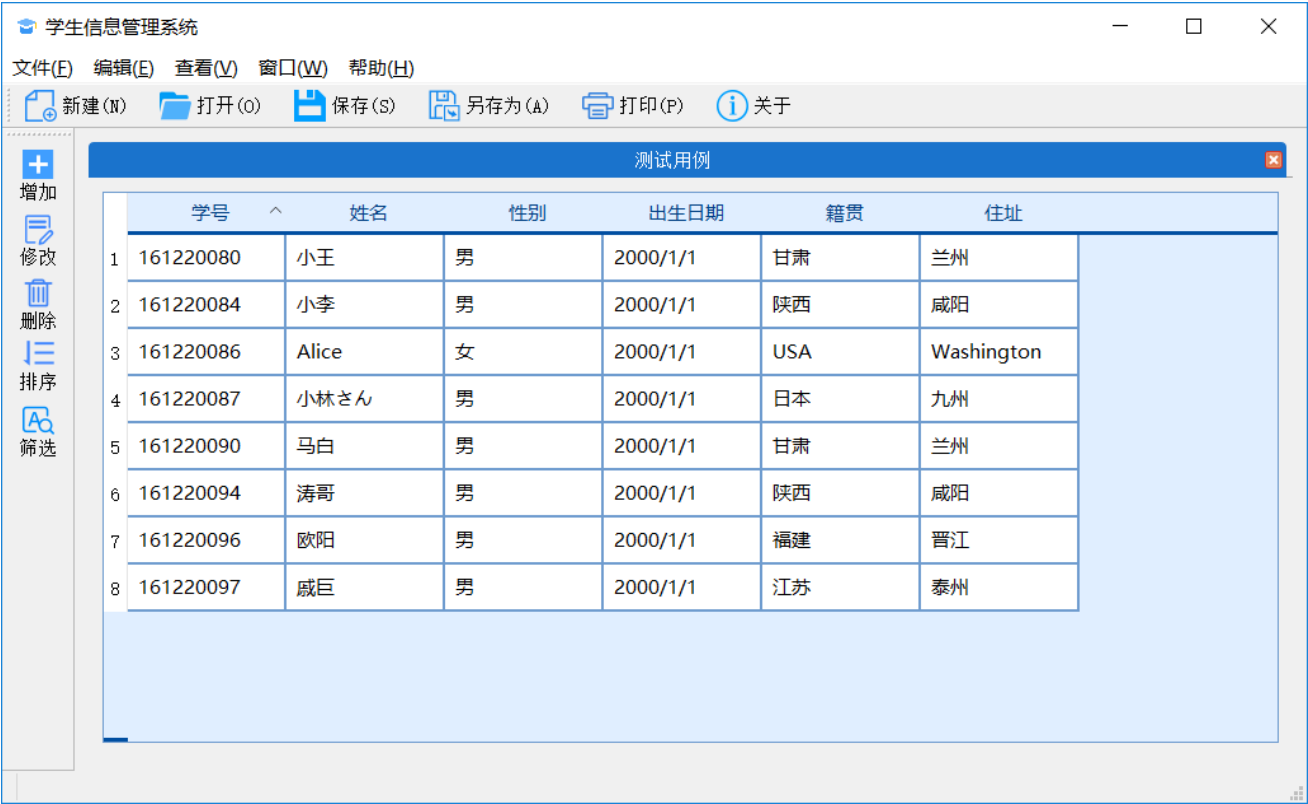 学生信息管理系统
文件(F) 编辑(E) 查看(V) 窗口(W) 帮助(H)
新建(N) 打开(O) 保存(S) 另存为(A) 打印(P) 关于
增加
修改
删除
排序
筛选
测试用例
学号 姓名 性别 出生日期 籍贯 住址
1 161220080 小王 男 2000/1/1 甘肃 兰州
2 161220084 小李 男 2000/1/1 陕西 咸阳
3 161220086 Alice 女 2000/1/1 USA Washington
4 161220087 小林さん 男 2000/1/1 日本 九州
5 161220090 马白 男 2000/1/1 甘肃 兰州
6 161220094 涛哥 男 2000/1/1 陕西 咸阳
7 161220096 欧阳 男 2000/1/1 福建 晋江
8 161220097 戚巨 男 2000/1/1 江苏 泰州